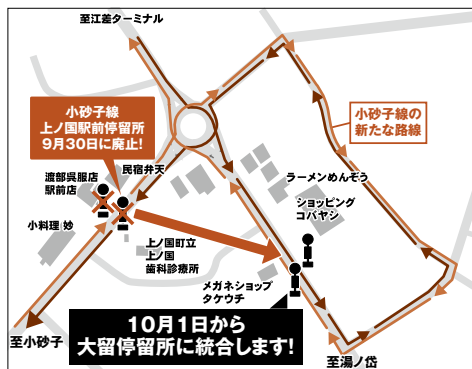 至江差ターミナル
小砂子線
上ノ国駅前停留所
9月30日に廃止!
小砂子線の
新たな路線
渡部呉服店
駅前店
民宿弁天
ラーメンめんぞう
ショッピング
コバヤシ
小料理 妙
上ノ国町立
上ノ国
歯科診療所
メガネショップ
タケウチ
10月1日から
大留停留所に統合します!
至小砂子
至湯ノ岱